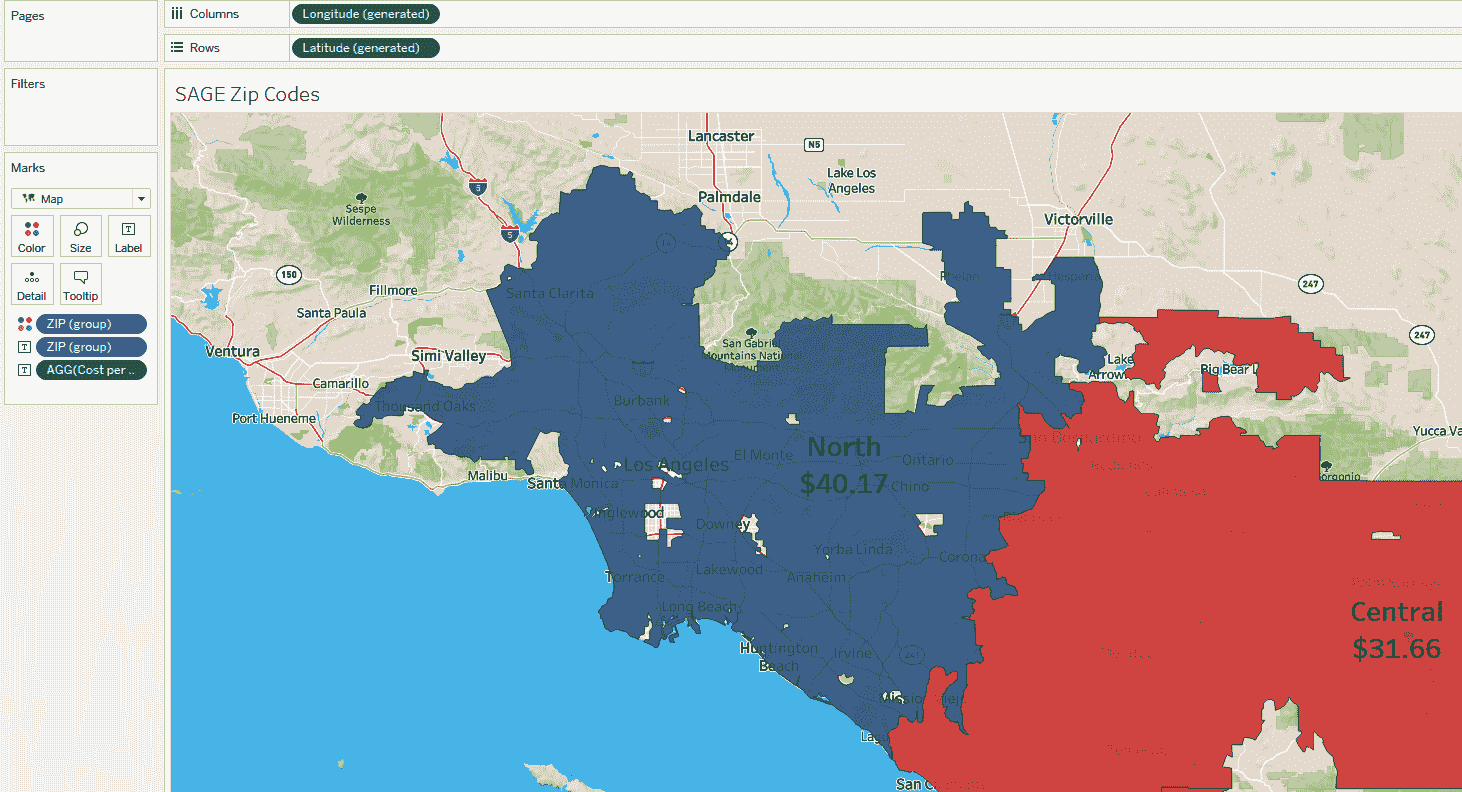 Pages
Columns
Longitude (generated)
Rows
Latitude (generated)
Filters
SAGE Zip Codes
Marks
Map
Color
Size
Label
Detail
Tooltip
ZIP (group)
ZIP (group)
AGG(Cost per ..
Lancaster
N5
5
Lake Los
Angeles
Palmdale
Sespe
Wilderness
Victorville
5
14
150
Phelan
Hesperia
247
Fillmore
Santa Clarita
Santa Paula
247
San Gabriel
Mountains National
Monument
Ventura
Simi Valley
Lake
Arrow
Big Bear L
Camarillo
Thousand Oaks
Burbank
Port Hueneme
Yucca Va
North
$40.17
El Monte
Ontario
Los Angeles
Malibu
Santa Monica
Chino
Inglewood
Downey
Yorba Linda
Corona
Lakewood
Torrance
Anaheim
Long Beach
Central
$31.66
Huntington
Beach
Irvine
241
Missio Viej
Lagu
San C